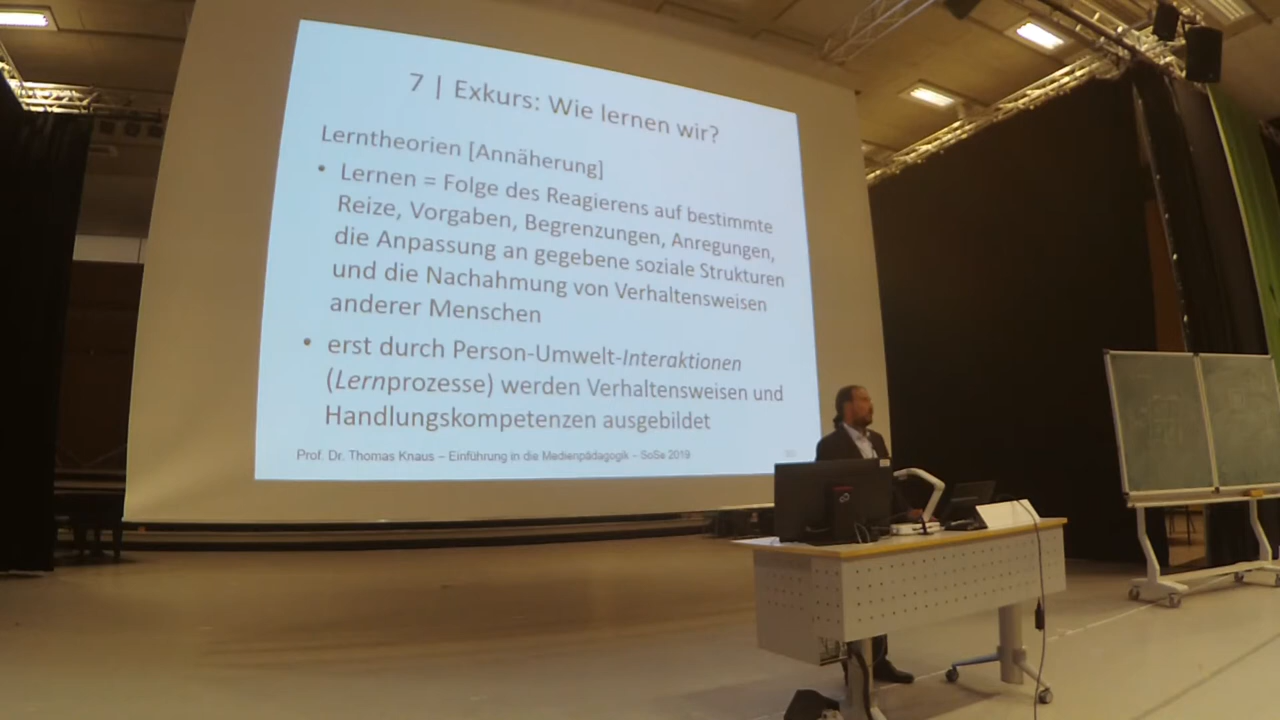 7 | Exkurs: Wie lernen wir?
Lerntheorien [Annäherung]
• Lernen = Folge des Reagierens auf bestimmte
Reize, Vorgaben, Begrenzungen, Anregungen,
die Anpassung an gegebene soziale Strukturen
und die Nachahmung von Verhaltensweisen
anderer Menschen
• erst durch Person-Umwelt-Interaktionen
(Lernprozesse) werden Verhaltensweisen und
Handlungskompetenzen ausgebildet
Prof. Dr. Thomas Knaus – Einführung in die Medienpädagogik – SoSe 2019